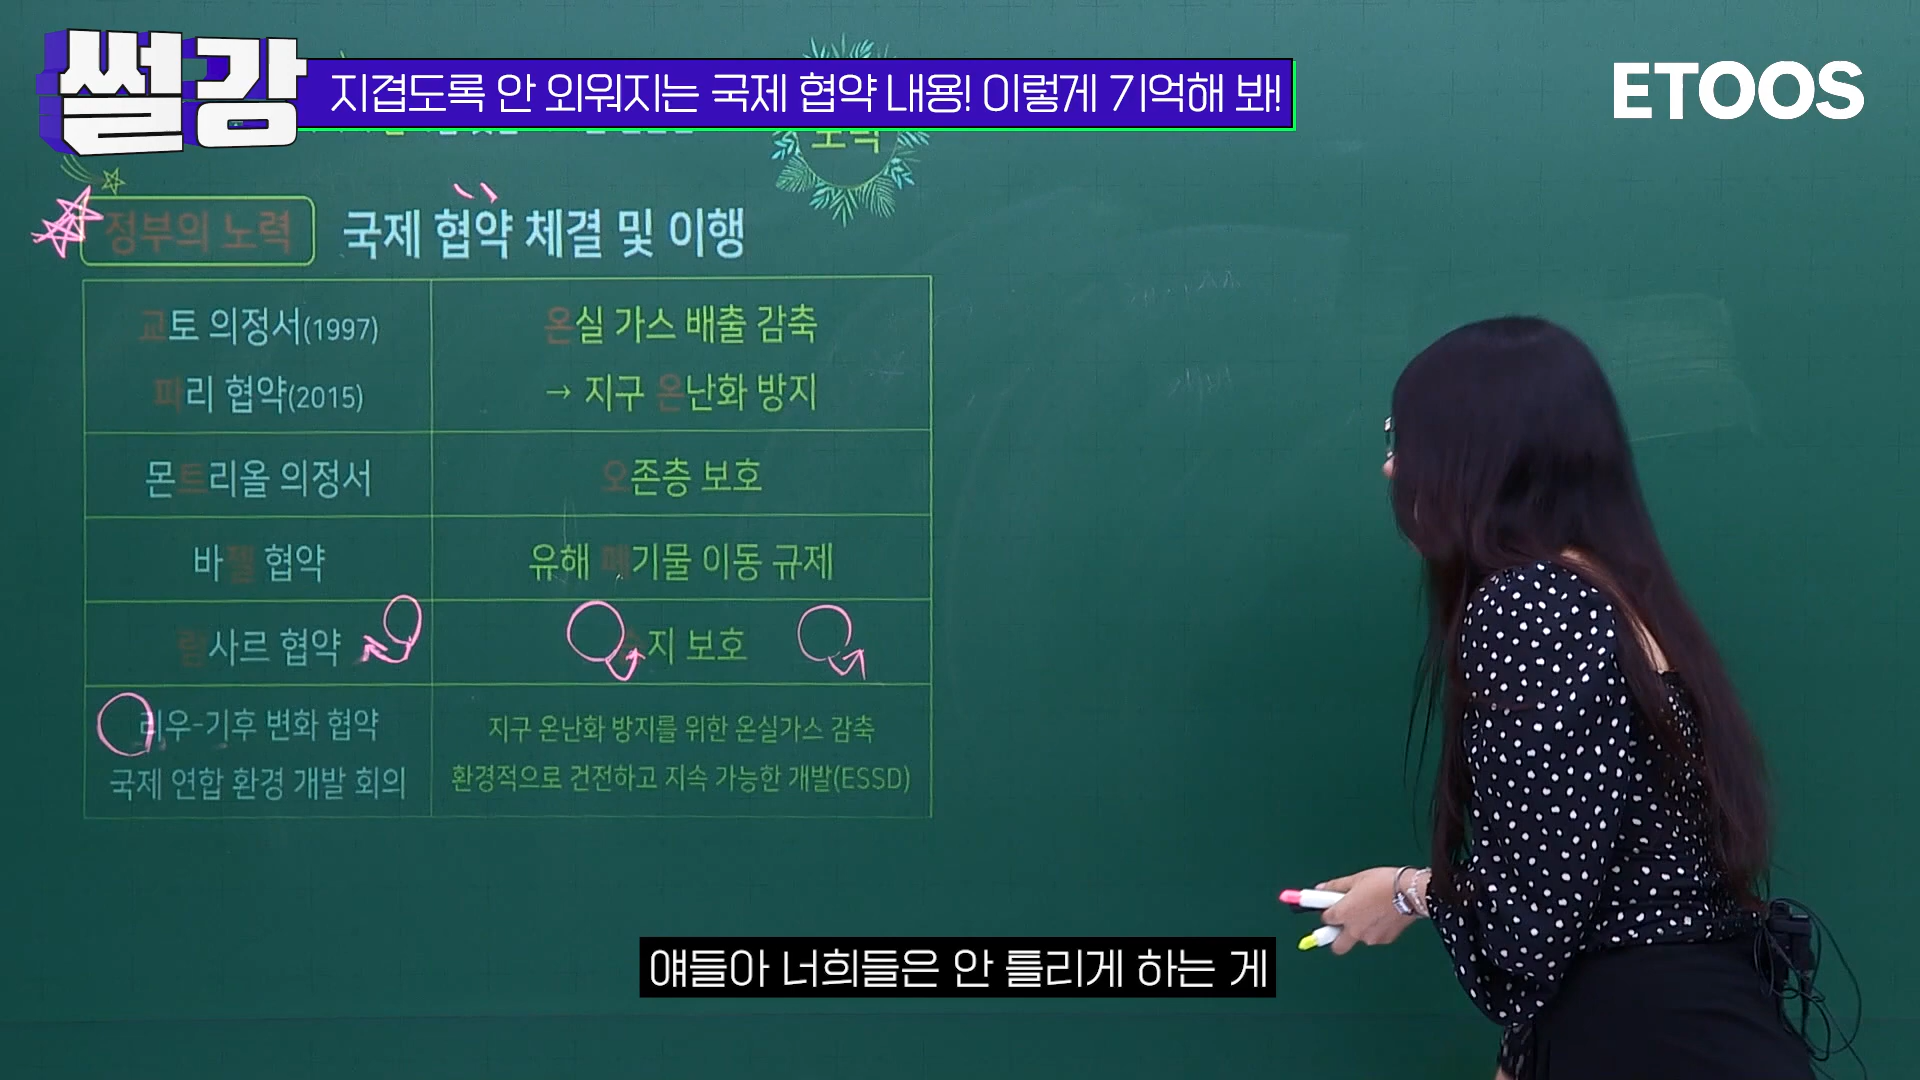 썰강
지겹도록 안 외워지는 국제 협약 내용! 이렇게 기억해 봐!
ETOOS
노력
정부의 노력
국제 협약 체결 및 이행
교토 의정서(1997)
온실 가스 배출 감축
파리 협약(2015)
→ 지구 온난화 방지
몬트리올 의정서
오존층 보호
바젤 협약
유해 폐기물 이동 규제
람사르 협약
습지 보호
리우-기후 변화 협약
지구 온난화 방지를 위한 온실가스 감축
국제 연합 환경 개발 회의
환경적으로 건전하고 지속 가능한 개발(ESSD)
얘들아 너희들은 안 틀리게 하는 게